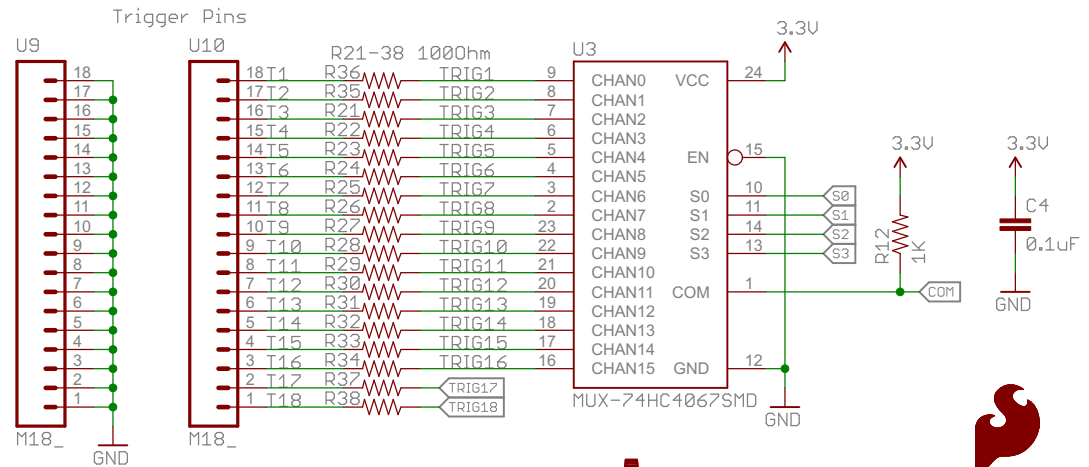 Trigger Pins
3.3V
U9 U10 R21-38 100Ohm U3
18 18 T1 R36 TRIG1 9 CHAN0 VCC 24
17 17 T2 R35 TRIG2 8 CHAN1
16 16 T3 R21 TRIG3 7 CHAN2
15 15 T4 R22 TRIG4 6 CHAN3
14 14 T5 R23 TRIG5 5 CHAN4 EN 15
3.3V 3.3V
13 13 T6 R24 TRIG6 4 CHAN5
12 12 T7 R25 TRIG7 3 CHAN6 S0 10 S0
11 11 T8 R26 TRIG8 2 CHAN7 S1 11 S1
10 10 T9 R27 TRIG9 23 CHAN8 S2 14 S2
9 9 T10 R28 TRIG10 22 CHAN9 S3 13 S3
R12 1K
C4
0.1uF
8 8 T11 R29 TRIG11 21 CHAN10
7 7 T12 R30 TRIG12 20 CHAN11 COM 1 COM
6 6 T13 R31 TRIG13 19 CHAN12
GND
5 5 T14 R32 TRIG14 18 CHAN13
4 4 T15 R33 TRIG15 17 CHAN14
3 3 T16 R34 TRIG16 16 CHAN15 GND 12
2 2 T17 R37 TRIG17
1 1 T18 R38 TRIG18
MUX-74HC4067SMD
GND
M18_ M18_
GND